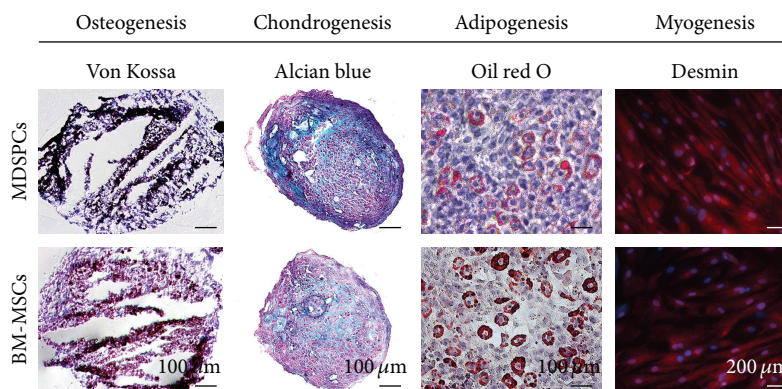 Osteogenesis Chondrogenesis Adipogenesis Myogenesis
Von Kossa Alcian blue Oil red O Desmin
MDSPCs
BM-MSCs
100 μm 100 μm 100 μm 200 μm